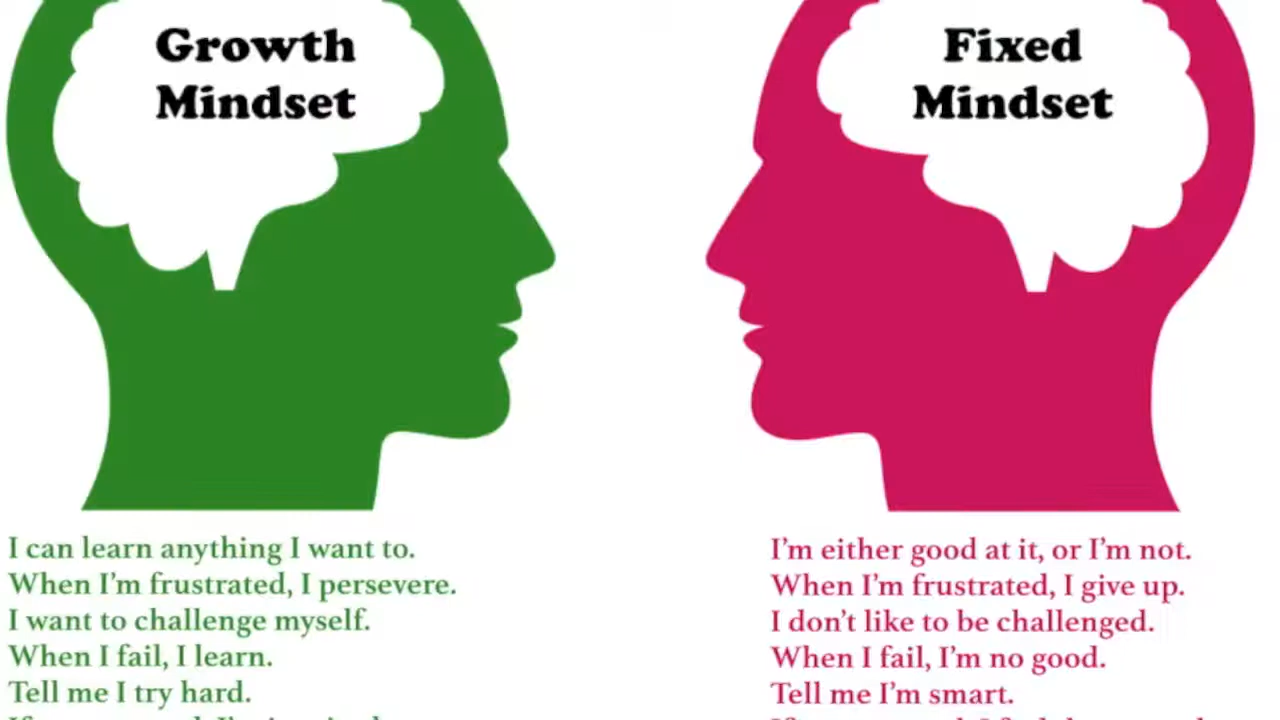 Growth
Mindset
I can learn anything I want to.
When I'm frustrated, I persevere.
I want to challenge myself.
When I fail, I learn.
Tell me I try hard.
Fixed
Mindset
I'm either good at it, or I'm not.
When I'm frustrated, I give up.
I don't like to be challenged.
When I fail, I'm no good.
Tell me I'm smart.